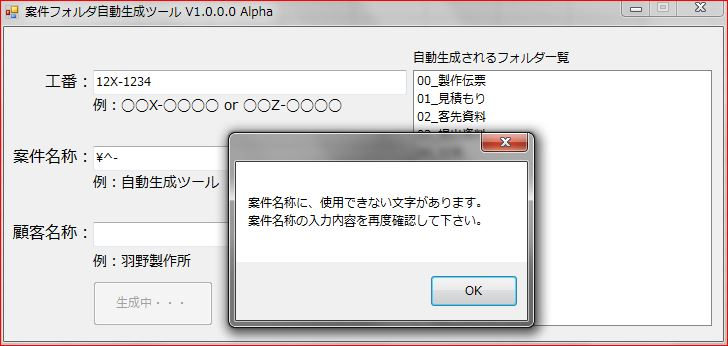 案件フォルダ自動生成ツール V1.0.0.0 Alpha
自動生成されるフォルダ一覧
工番：
12X-1234
例：〇〇X-〇〇〇〇 or 〇〇Z-〇〇〇〇
00_製作伝票
01_見積もり
02_客先資料
案件名称：
¥^-
例：自動生成ツール
案件名称に、使用できない文字があります。
案件名称の入力内容を再度確認して下さい。
OK
顧客名称：
例：羽野製作所
生成中・・・